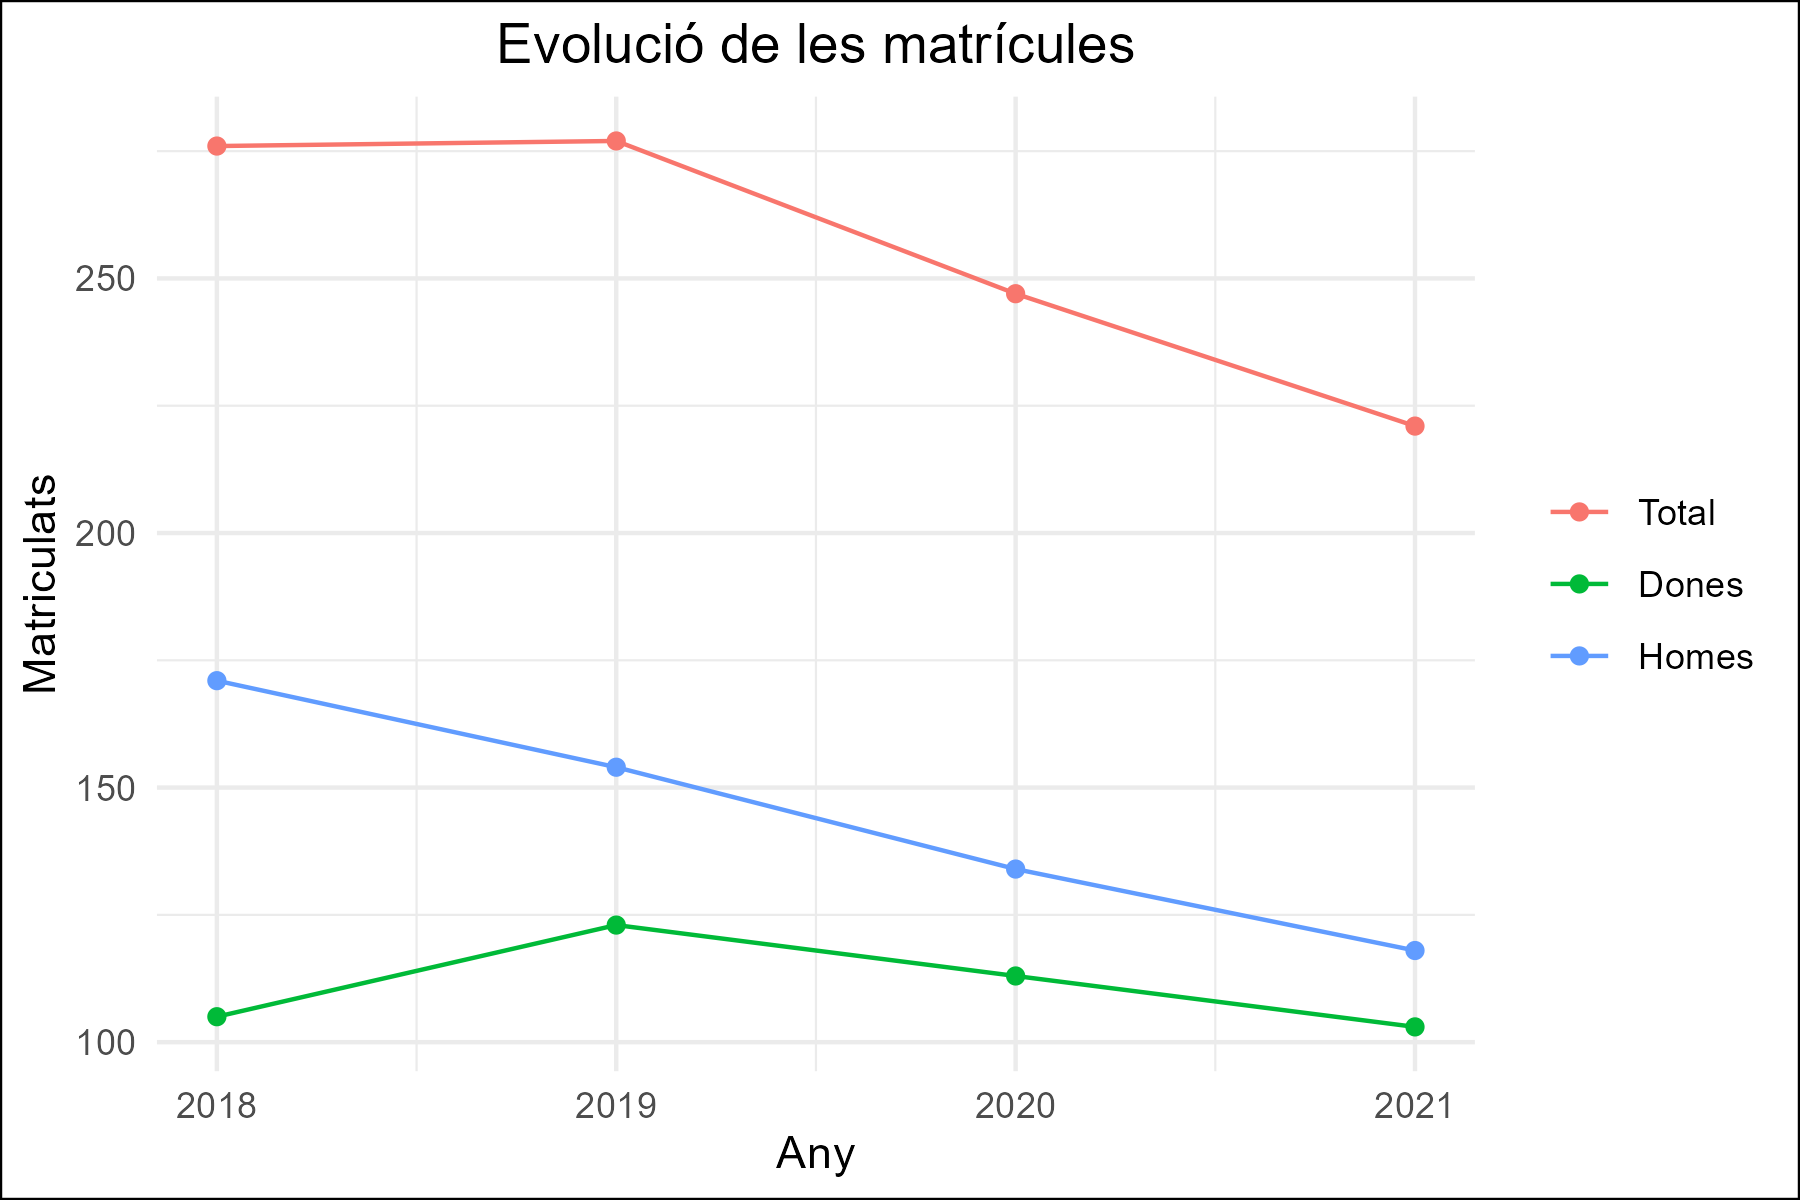 Evolució de les matrícules
Matriculats
250
200
150
100
2018
2019
2020
2021
Any
Total
Dones
Homes